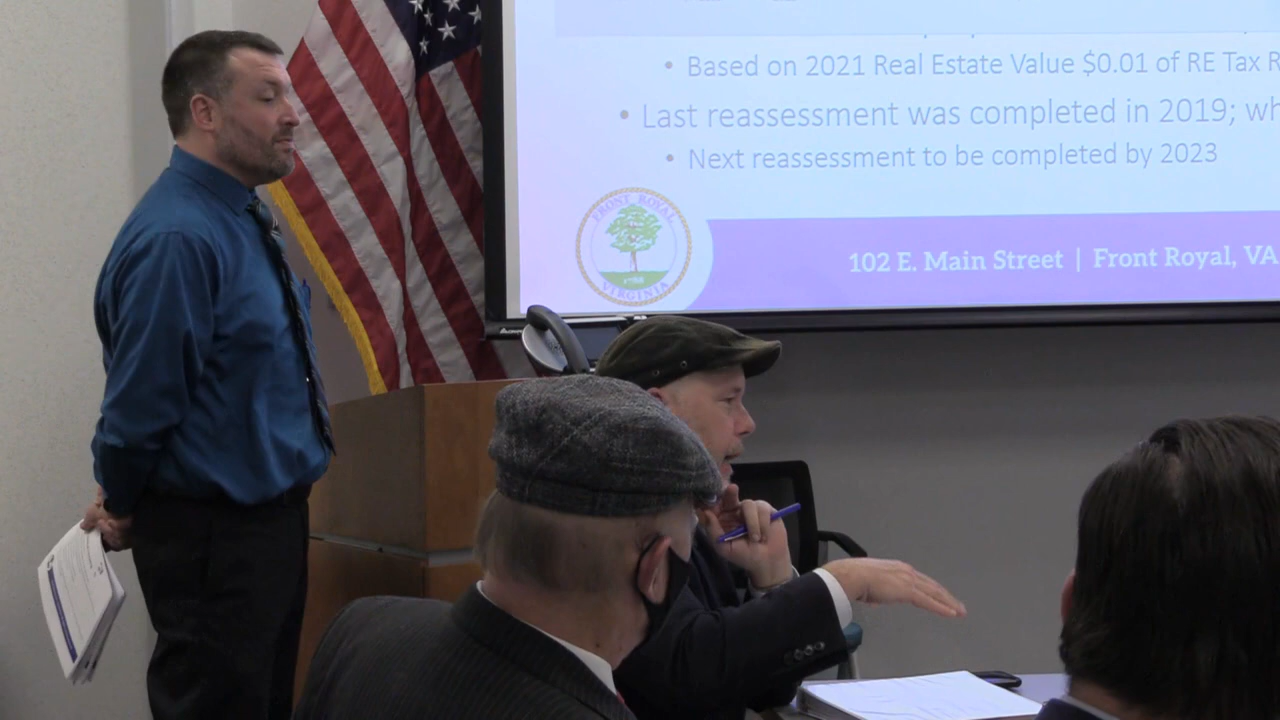 Based on 2021 Real Estate Value $0.01 of RE Tax R
Last reassessment was completed in 2019; wh
Next reassessment to be completed by 2023
FRONT ROYAL
VIRGINIA
102 E. Main Street | Front Royal, VA